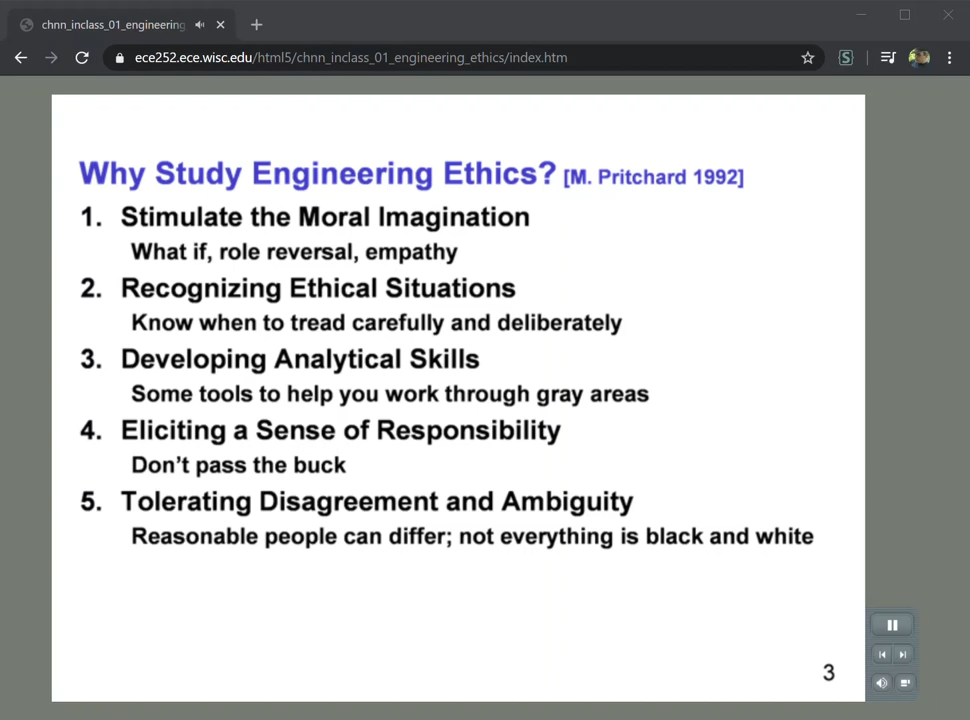 chnn_inclass_01_engineering
ece252.ece.wisc.edu/html5/chnn_inclass_01_engineering_ethics/index.htm
S
Why Study Engineering Ethics? [M. Pritchard 1992]
1. Stimulate the Moral Imagination
What if, role reversal, empathy
2. Recognizing Ethical Situations
Know when to tread carefully and deliberately
3. Developing Analytical Skills
Some tools to help you work through gray areas
4. Eliciting a Sense of Responsibility
Don't pass the buck
5. Tolerating Disagreement and Ambiguity
Reasonable people can differ; not everything is black and white
3